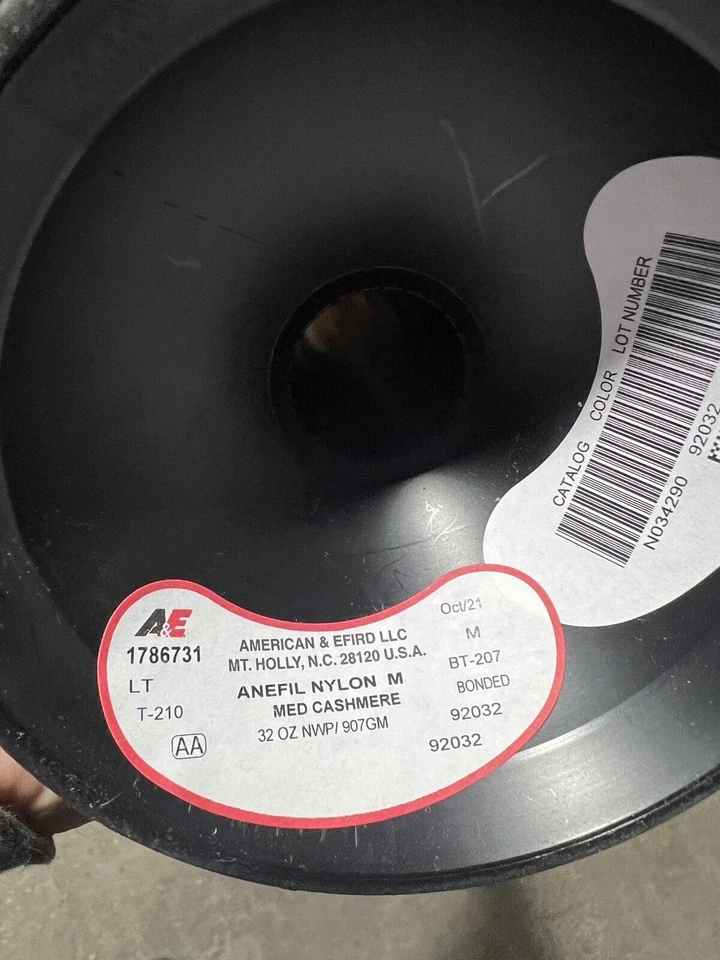 A&E
1786731
LT
T-210
AA
AMERICAN & EFIRD LLC
MT. HOLLY, N.C. 28120 U.S.A.
ANEFIL NYLON M
MED CASHMERE
32 OZ NWP/ 907GM
Oct/21
M
BT-207
BONDED
92032
92032
CATALOG COLOR LOT NUMBER
N034290 92032